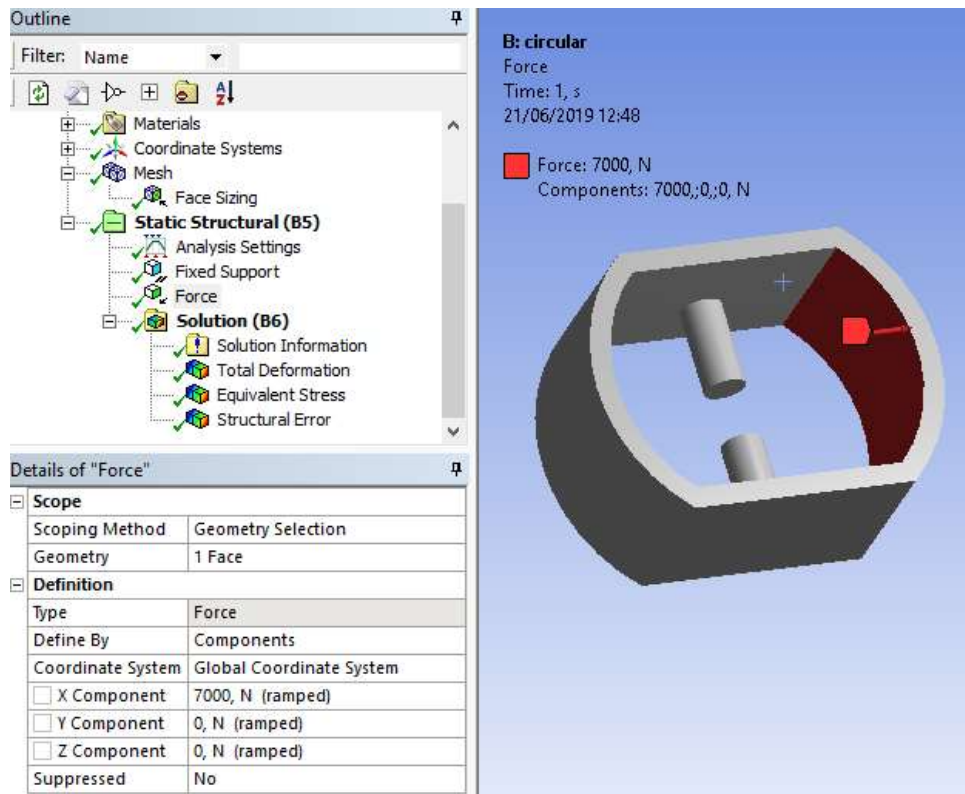 Outline
Filter: Name
Materials
Coordinate Systems
Mesh
Face Sizing
Static Structural (B5)
Analysis Settings
Fixed Support
Force
Solution (B6)
Solution Information
Total Deformation
Equivalent Stress
Structural Error
Details of "Force"
Scope
Scoping Method Geometry Selection
Geometry 1 Face
Definition
Type Force
Define By Components
Coordinate System Global Coordinate System
X Component 7000, N (ramped)
Y Component 0, N (ramped)
Z Component 0, N (ramped)
Suppressed No
B: circular
Force
Time: 1, s
21/06/2019 12:48
Force: 7000, N
Components: 7000,;0,;0, N